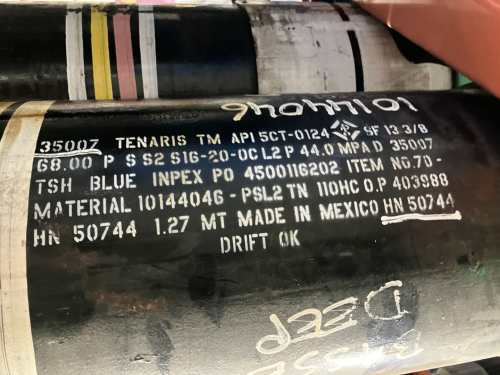 10144046
35007 TENARIS TM API 5CT-0124 SF 13 3/8
68.00 P S S2 S16-20-0C L2 P 44.0 MPA D 35007
TSH BLUE INPEX PO 4500116202 ITEM NO.70-
MATERIAL 10144046-PSL2 TN 110HC O.P 403988
HN 50744 1.27 MT MADE IN MEXICO HN 50744
DRIFT OK
DEEP